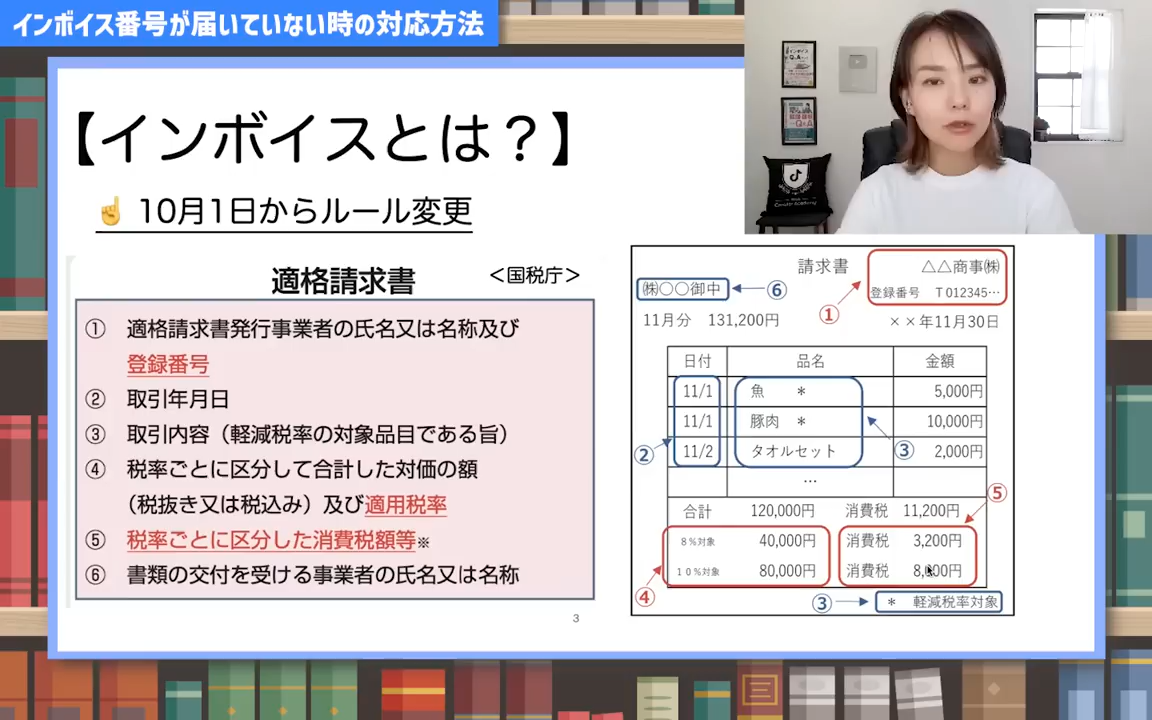 インボイス番号が届いていない時の対応方法
【インボイスとは？】
☝ 10月1日からルール変更
適格請求書 ＜国税庁＞
① 適格請求書発行事業者の氏名又は名称及び
登録番号
② 取引年月日
③ 取引内容（軽減税率の対象品目である旨）
④ 税率ごとに区分して合計した対価の額
（税抜き又は税込み）及び適用税率
⑤ 税率ごとに区分した消費税額等※
⑥ 書類の交付を受ける事業者の氏名又は名称
3
請求書 △△商事㈱
㈱〇〇御中 ⑥
登録番号 T012345…
①
11月分 131,200円 ××年11月30日
日付 品名 金額
11/1 魚 * 5,000円
11/1 豚肉 * 10,000円
11/2 タオルセット 2,000円
② ③
…
⑤
合計 120,000円 消費税 11,200円
8%対象 40,000円 消費税 3,200円
10%対象 80,000円 消費税 8,000円
④
③ * 軽減税率対象
Q&A